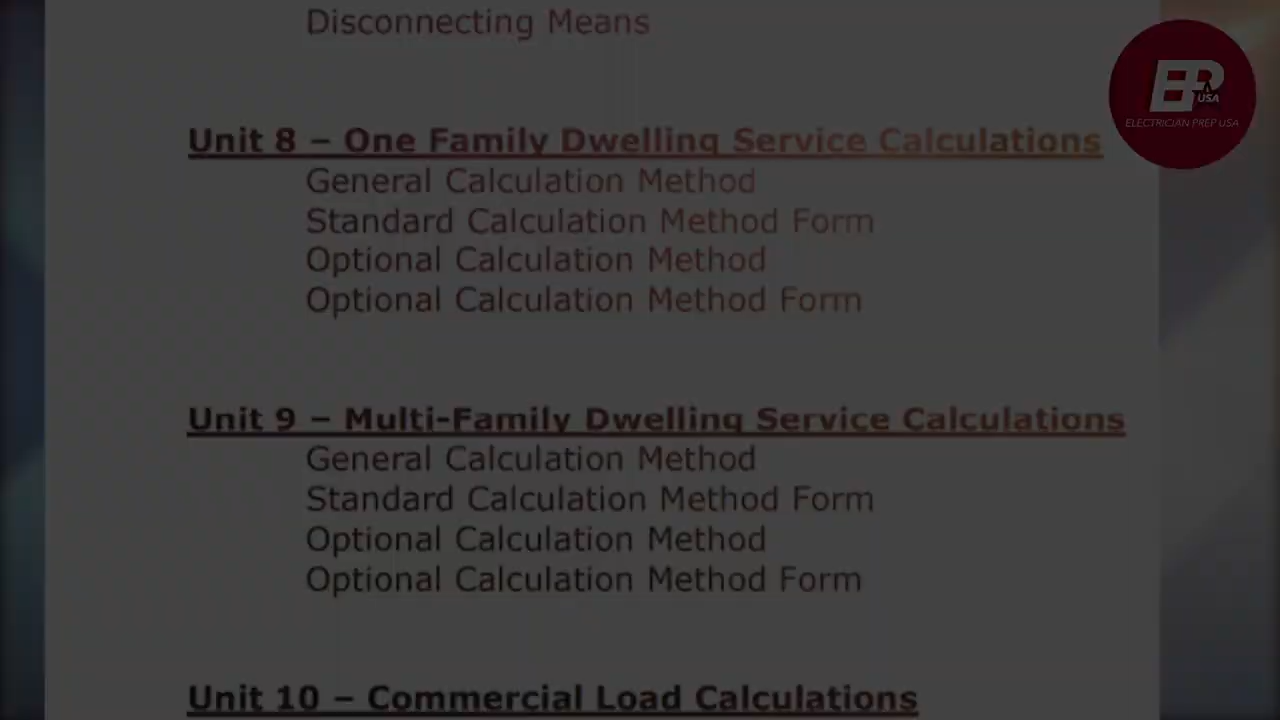 Disconnecting Means
EP
USA
ELECTRICIAN PREP USA
Unit 8 – One Family Dwelling Service Calculations
General Calculation Method
Standard Calculation Method Form
Optional Calculation Method
Optional Calculation Method Form
Unit 9 – Multi-Family Dwelling Service Calculations
General Calculation Method
Standard Calculation Method Form
Optional Calculation Method
Optional Calculation Method Form
Unit 10 – Commercial Load Calculations